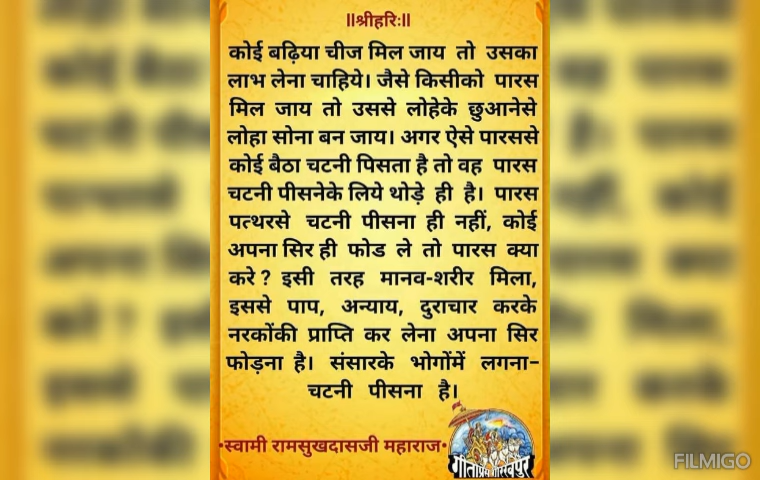 ॥श्रीहरिः॥
कोई बढ़िया चीज मिल जाय तो उसका
लाभ लेना चाहिये। जैसे किसीको पारस
मिल जाय तो उससे लोहेके छुआनेसे
लोहा सोना बन जाय। अगर ऐसे पारससे
कोई बैठा चटनी पिसता है तो वह पारस
चटनी पीसनेके लिये थोड़े ही है। पारस
पत्थरसे चटनी पीसना ही नहीं, कोई
अपना सिर ही फोड ले तो पारस क्या
करे ? इसी तरह मानव-शरीर मिला,
इससे पाप, अन्याय, दुराचार करके
नरकोंकी प्राप्ति कर लेना अपना सिर
फोड़ना है। संसारके भोगोंमें लगना–
चटनी पीसना है।
•स्वामी रामसुखदासजी महाराज•
गीताप्रेस गोरखपुर
FILMIGO